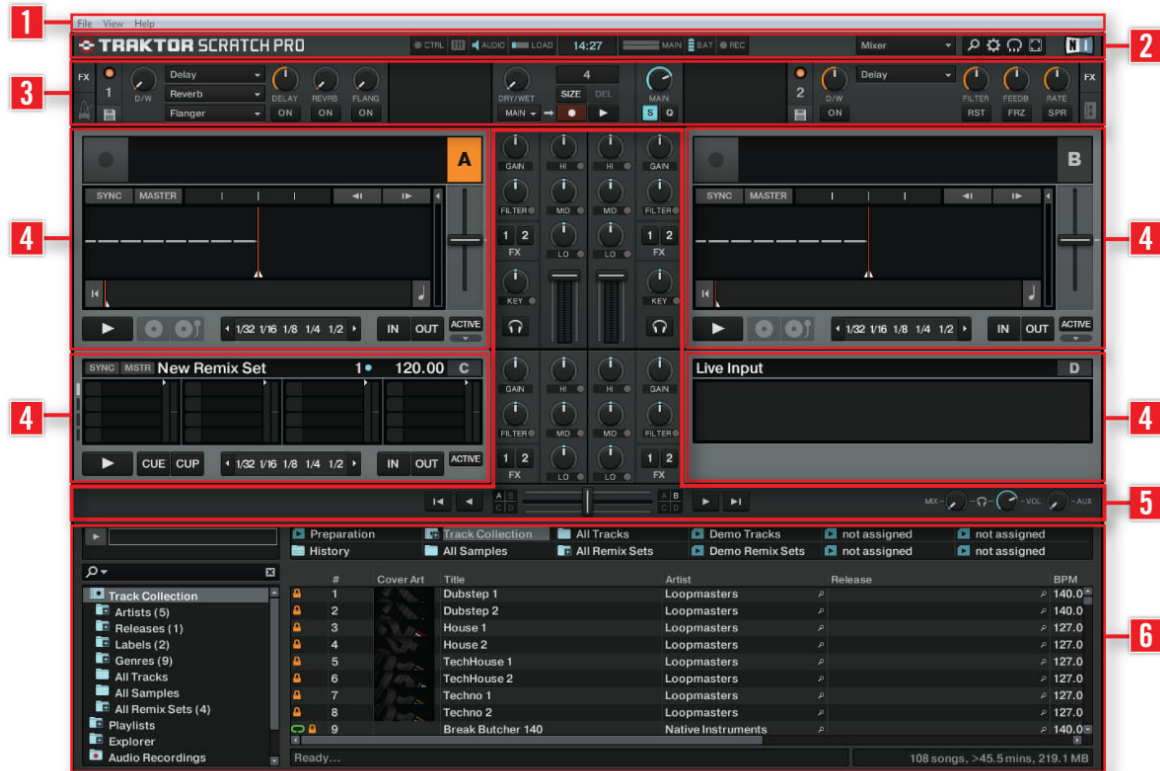 1
File View Help
TRAKTOR SCRATCH PRO CTRL AUDIO LOAD 14:27 MAIN BAT REC Mixer NI
2
3
FX 1 D/W Delay Reverb Flanger DELAY REVRB FLANG ON ON ON
DRY/WET 4 SIZE DEL MAIN MAIN S Q
2 D/W ON Delay FILTER FEEDB RATE RST FRZ SPR FX
4
A
SYNC MASTER
1/32 1/16 1/8 1/4 1/2 IN OUT ACTIVE
GAIN HI HI GAIN
FILTER MID MID FILTER
1 2 FX LO LO 1 2 FX
KEY KEY
B
SYNC MASTER
1/32 1/16 1/8 1/4 1/2 IN OUT ACTIVE
4
4
SYNC MSTR New Remix Set 1 120.00 C
CUE CUP 1/32 1/16 1/8 1/4 1/2 IN OUT ACTIVE
GAIN HI HI GAIN
FILTER MID MID FILTER
1 2 FX LO LO 1 2 FX
Live Input D
4
A B C D A B C D MIX VOL AUX
5
Preparation Track Collection All Tracks Demo Tracks not assigned not assigned
History All Samples All Remix Sets Demo Remix Sets not assigned not assigned
Track Collection
Artists (5)
Releases (1)
Labels (2)
Genres (9)
All Tracks
All Samples
All Remix Sets (4)
Playlists
Explorer
Audio Recordings
# Cover Art Title Artist Release BPM
1 Dubstep 1 Loopmasters 140.0
2 Dubstep 2 Loopmasters 140.0
3 House 1 Loopmasters 127.0
4 House 2 Loopmasters 127.0
5 TechHouse 1 Loopmasters 127.0
6 TechHouse 2 Loopmasters 127.0
7 Techno 1 Loopmasters 127.0
8 Techno 2 Loopmasters 127.0
9 Break Butcher 140 Native Instruments 140.0
6
Ready... 108 songs, >45.5 mins, 219.1 MB